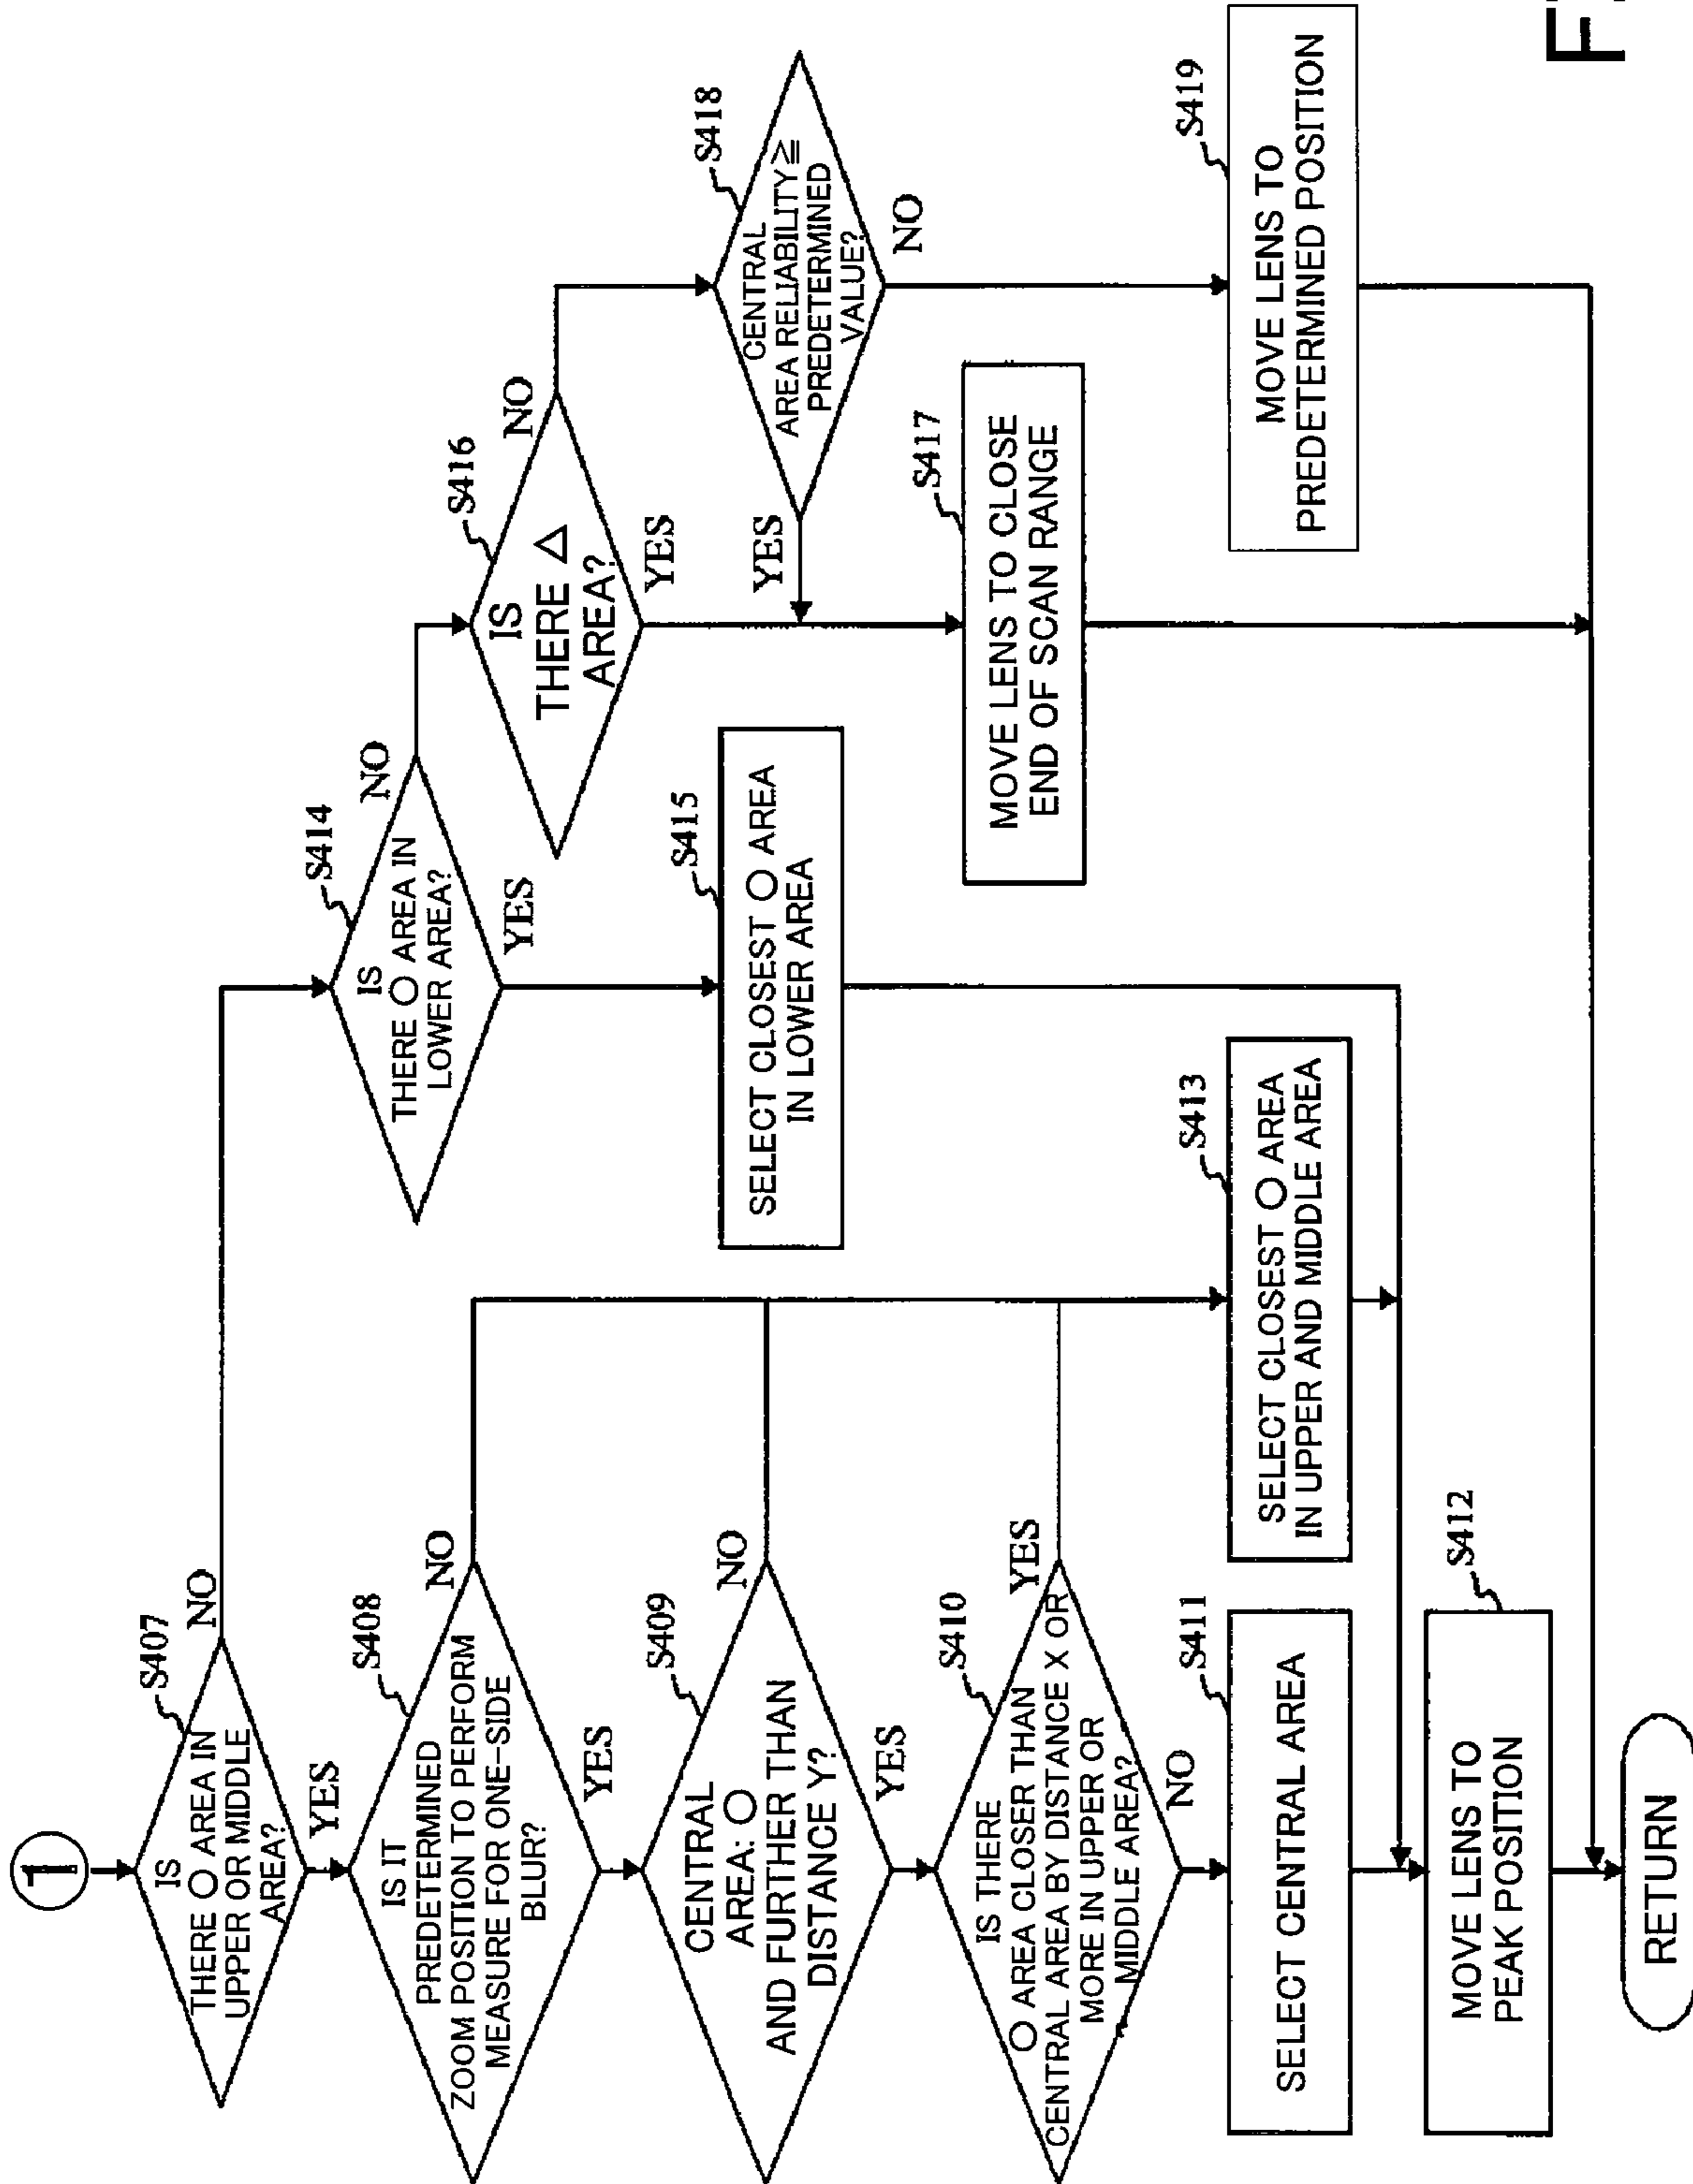 1
S407
IS
THERE ○ AREA IN
UPPER OR MIDDLE
AREA?
NO
YES
S408
IS IT
PREDETERMINED
ZOOM POSITION TO PERFORM
MEASURE FOR ONE-SIDE
BLUR?
NO
YES
S409
CENTRAL
AREA: ○
AND FURTHER THAN
DISTANCE Y?
NO
YES
S410
IS THERE
○ AREA CLOSER THAN
CENTRAL AREA BY DISTANCE X OR
MORE IN UPPER OR
MIDDLE AREA?
YES
NO
S411
SELECT CENTRAL AREA
S412
MOVE LENS TO
PEAK POSITION
RETURN
S413
SELECT CLOSEST ○ AREA
IN UPPER AND MIDDLE AREA
S414
IS
THERE ○ AREA IN
LOWER AREA?
NO
YES
S415
SELECT CLOSEST ○ AREA
IN LOWER AREA
S416
IS
THERE △
AREA?
NO
YES
S417
MOVE LENS TO CLOSE
END OF SCAN RANGE
S418
CENTRAL
AREA RELIABILITY ≧
PREDETERMINED
VALUE?
YES
NO
S419
MOVE LENS TO
PREDETERMINED POSITION